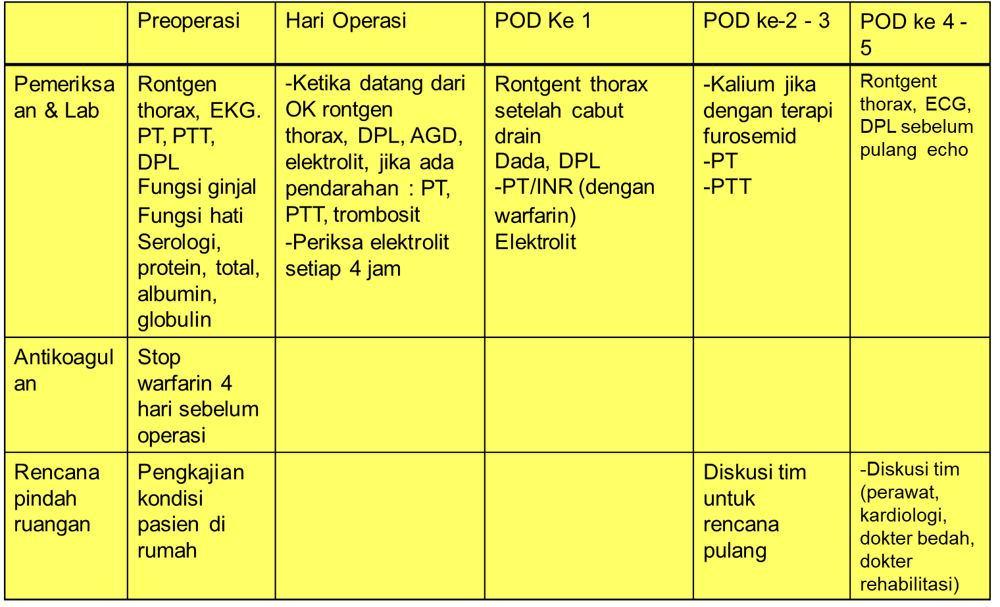 Preoperasi
Hari Operasi
POD Ke 1
POD ke-2 - 3
POD ke 4 -
5
Pemeriksa
an & Lab
Rontgen
thorax, EKG.
PT, PTT,
DPL
Fungsi ginjal
Fungsi hati
Serologi,
protein, total,
albumin,
globulin
-Ketika datang dari
OK rontgen
thorax, DPL, AGD,
elektrolit, jika ada
pendarahan : PT,
PTT, trombosit
-Periksa elektrolit
setiap 4 jam
Rontgent thorax
setelah cabut
drain
Dada, DPL
-PT/INR (dengan
warfarin)
Elektrolit
-Kalium jika
dengan terapi
furosemid
-PT
-PTT
Rontgent
thorax, ECG,
DPL sebelum
pulang echo
Antikoagul
an
Stop
warfarin 4
hari sebelum
operasi
Rencana
pindah
ruangan
Pengkajian
kondisi
pasien di
rumah
Diskusi tim
untuk
rencana
pulang
-Diskusi tim
(perawat,
kardiologi,
dokter bedah,
dokter
rehabilitasi)